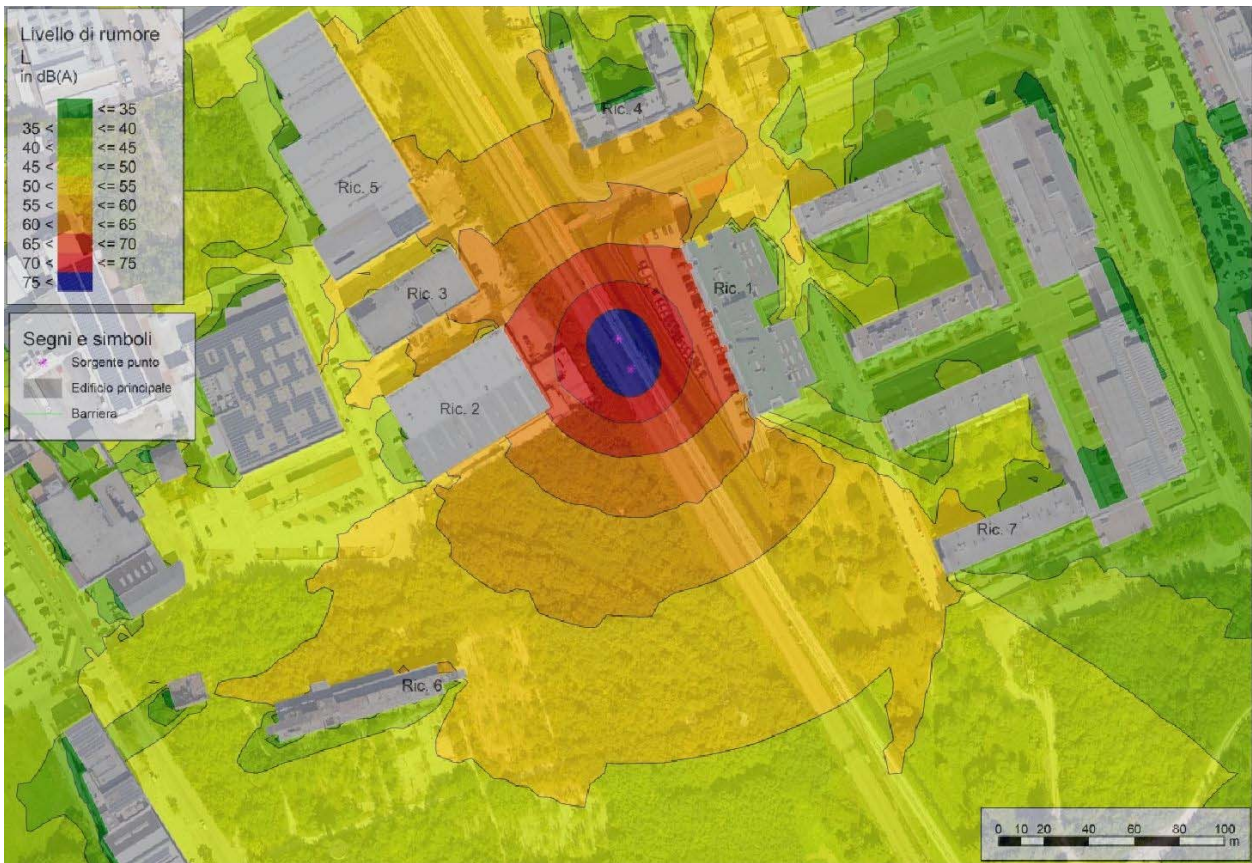 Livello di rumore
L
in dB(A)
<= 35
35 < <= 40
40 < <= 45
45 < <= 50
50 < <= 55
55 < <= 60
60 < <= 65
65 < <= 70
70 < <= 75
75 <
Segni e simboli
Sorgente punto
Edificio principale
Barriera
Ric. 4
Ric. 5
Ric. 1
Ric. 3
Ric. 2
Ric. 7
Ric. 6
0 10 20 40 60 80 100
m